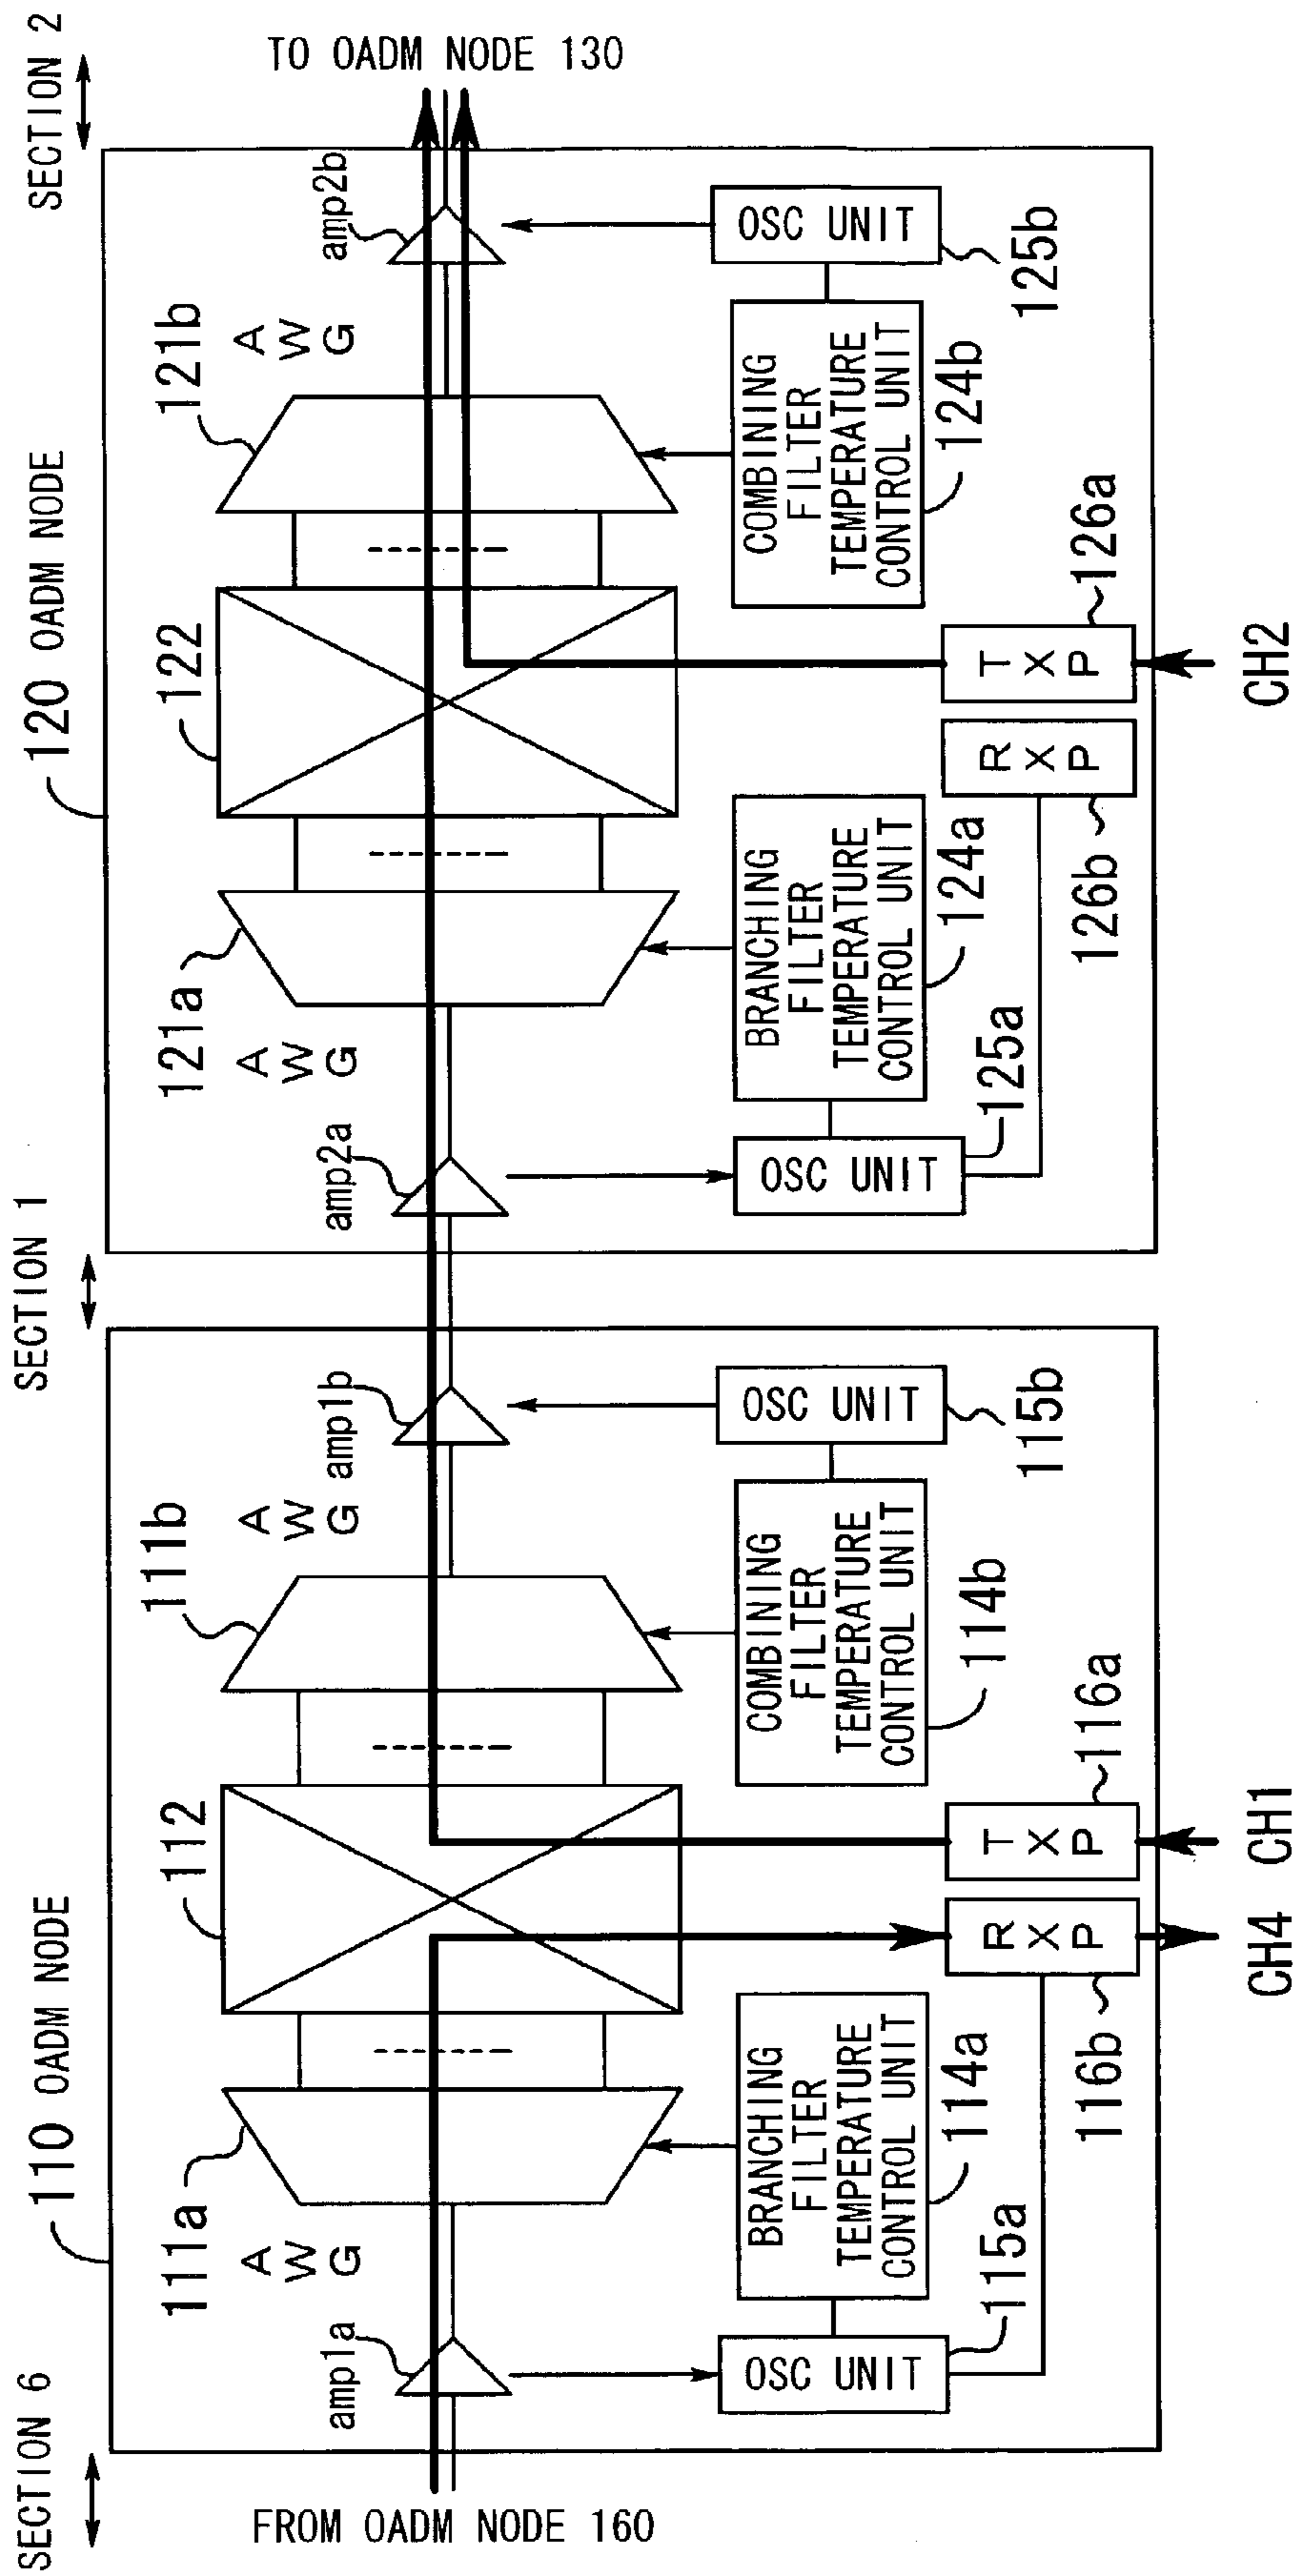 SECTION 6
SECTION 1
SECTION 2
110 OADM NODE
120 OADM NODE
111a
112
111b
121a
122
121b
AWG
AWG
AWG
AWG
amp1a
amp1b
amp2a
amp2b
FROM OADM NODE 160
TO OADM NODE 130
OSC UNIT
115a
BRANCHING
FILTER
TEMPERATURE
CONTROL UNIT
114a
RXP
116b
TXP
116a
COMBINING
FILTER
TEMPERATURE
CONTROL UNIT
114b
OSC UNIT
115b
CH4
CH1
OSC UNIT
125a
BRANCHING
FILTER
TEMPERATURE
CONTROL UNIT
124a
RXP
126b
TXP
126a
COMBINING
FILTER
TEMPERATURE
CONTROL UNIT
124b
OSC UNIT
125b
CH2